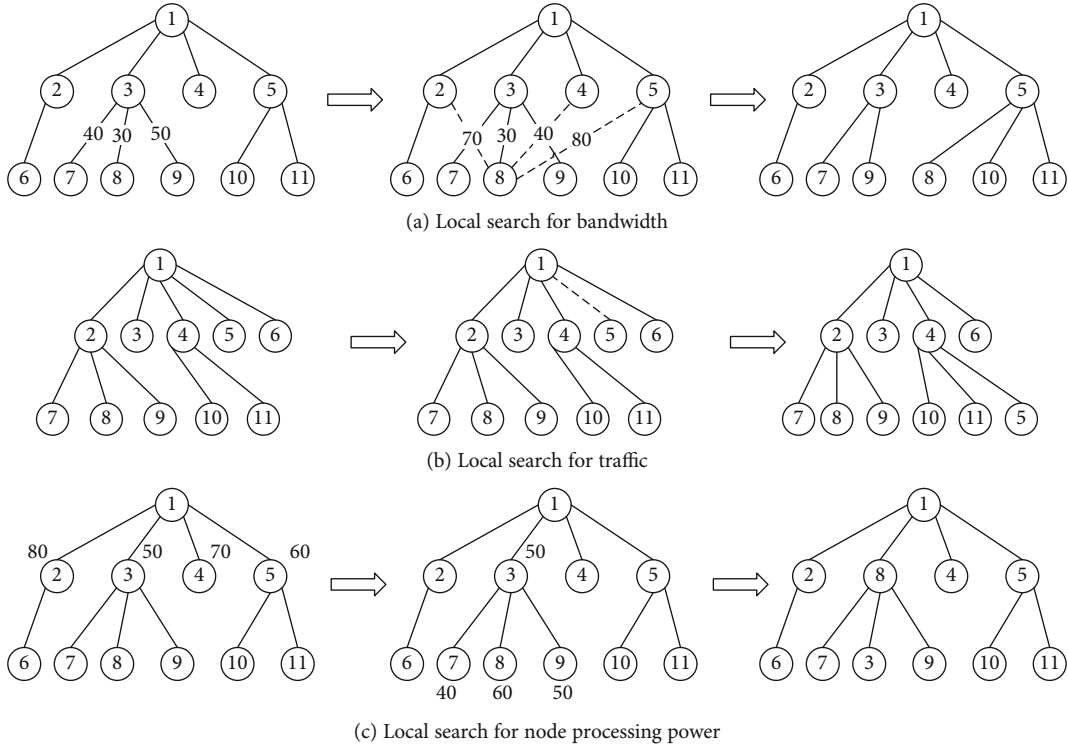 1 1 1
2 3 4 5 2 3 4 5 2 3 4 5
40 30 50 70 30 40 80
6 7 8 9 10 11 6 7 8 9 10 11 6 7 9 8 10 11
(a) Local search for bandwidth
1 1 1
2 3 4 5 6 2 3 4 5 6 2 3 4 6
7 8 9 10 11 7 8 9 10 11 7 8 9 10 11 5
(b) Local search for traffic
1 1 1
80 50 70 60 50
2 3 4 5 2 3 4 5 2 8 4 5
6 7 8 9 10 11 6 7 8 9 10 11 6 7 3 9 10 11
40 60 50
(c) Local search for node processing power